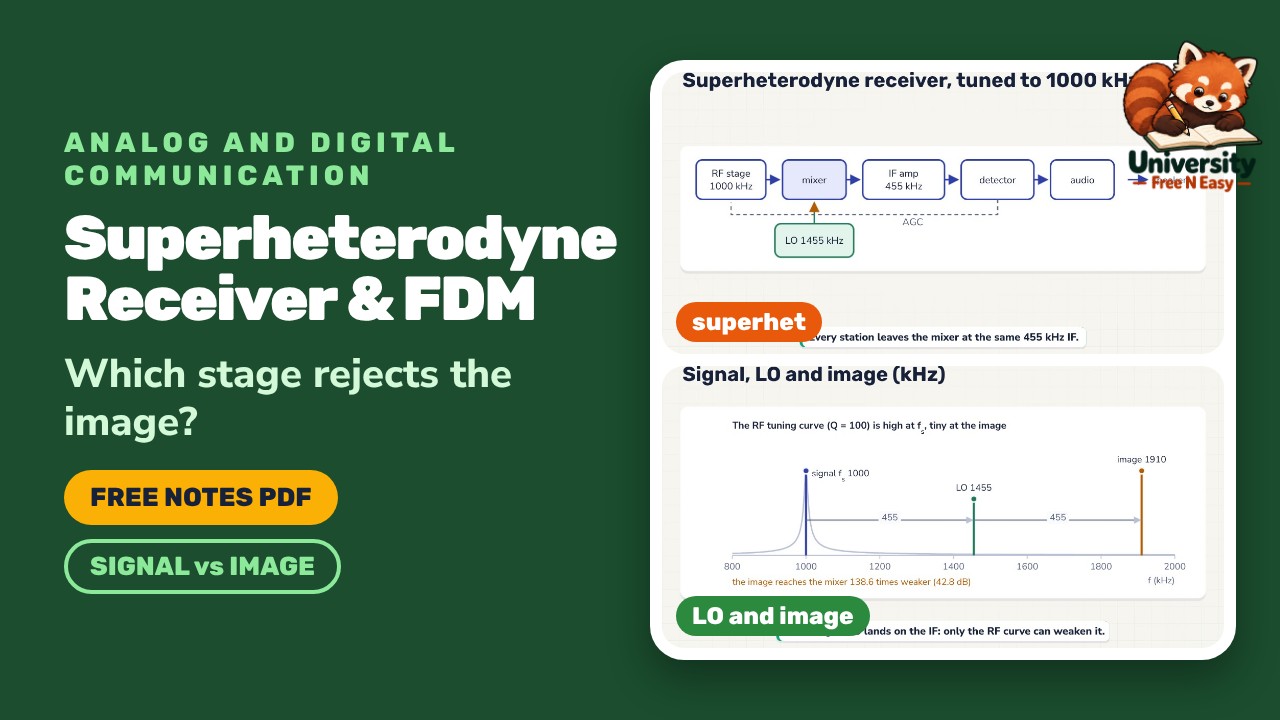 ANALOG AND DIGITAL
COMMUNICATION
Superheterodyne
Receiver & FDM
Which stage rejects the
image?
FREE NOTES PDF
SIGNAL vs IMAGE
Superheterodyne receiver, tuned to 1000 kHz
RF stage
1000 kHz
mixer
IF amp
455 kHz
detector
audio
AGC
LO 1455 kHz
superhet
every station leaves the mixer at the same 455 kHz IF.
University
Free N Easy
Signal, LO and image (kHz)
The RF tuning curve (Q = 100) is high at fs, tiny at the image
signal fs 1000
LO 1455
image 1910
455
455
800 1000 1200 1400 1600 1800 2000
the image reaches the mixer 138.6 times weaker (42.8 dB)
f (kHz)
LO and image
lands on the IF: only the RF curve can weaken it.